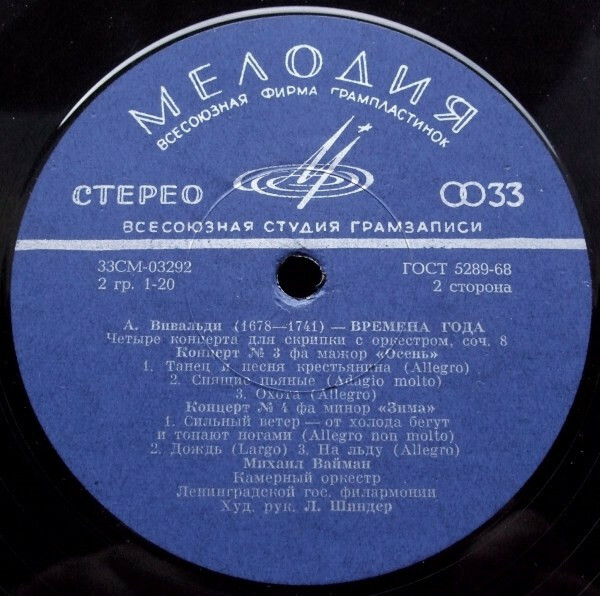 МЕЛОДИЯ
ВСЕСОЮЗНАЯ ФИРМА ГРАМПЛАСТИНОК
СТЕРЕО 33
ВСЕСОЮЗНАЯ СТУДИЯ ГРАМЗАПИСИ
33СМ-03292 ГОСТ 5289-68
2 гр. 1-20 2 сторона
А. Вивальди (1678—1741) — ВРЕМЕНА ГОДА
Четыре концерта для скрипки с оркестром, соч. 8
Концерт № 3 фа мажор «Осень»
1. Танец и песня крестьянина (Allegro)
2. Спящие пьяные (Adagio molto)
3. Охота (Allegro)
Концерт № 4 фа минор «Зима»
1. Сильный ветер — от холода бегут
и топают ногами (Allegro non molto)
2. Дождь (Largo) 3. На льду (Allegro)
Михаил Вайман
Камерный оркестр
Ленинградской гос. филармонии
Худ. рук. Л. Шиндер